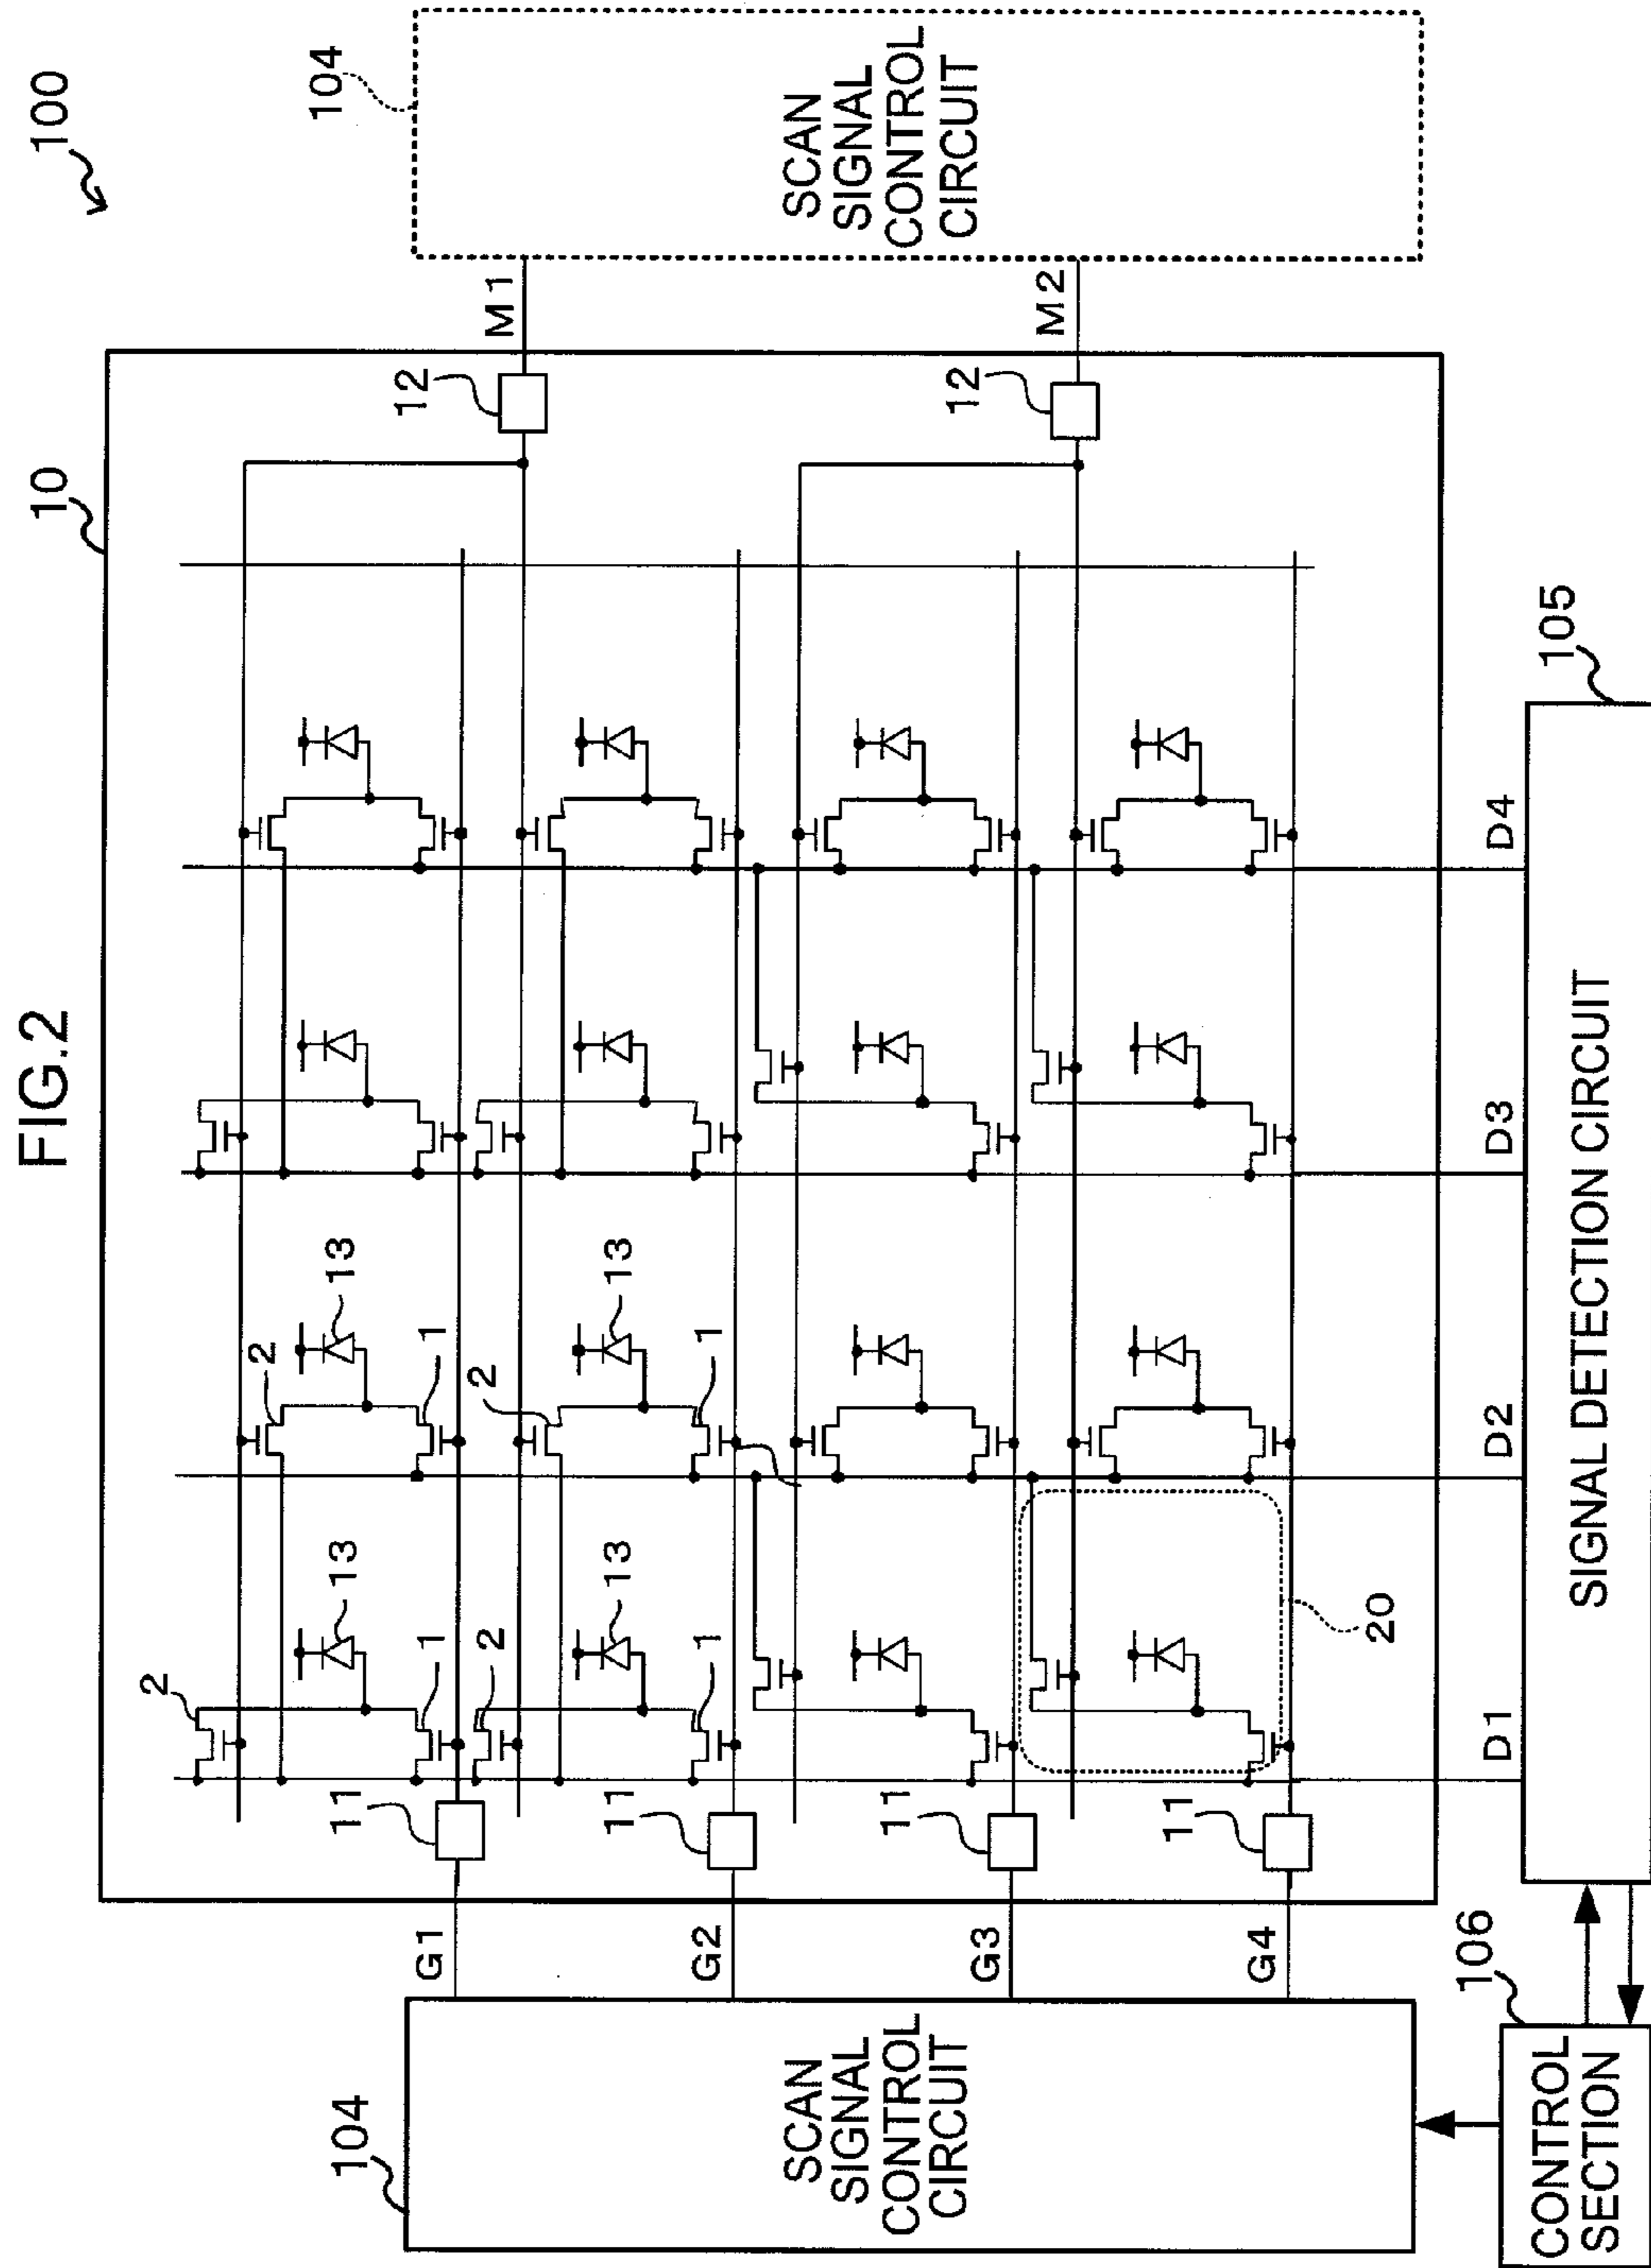 FIG.2
100
10
104
SCAN
SIGNAL
CONTROL
CIRCUIT
104
SCAN
SIGNAL
CONTROL
CIRCUIT
M1
M2
12
12
G1
G2
G3
G4
11
11
11
11
2
13
2
13
1
1
2
13
2
13
1
1
20
D1
D2
D3
D4
105
SIGNAL DETECTION CIRCUIT
106
CONTROL
SECTION